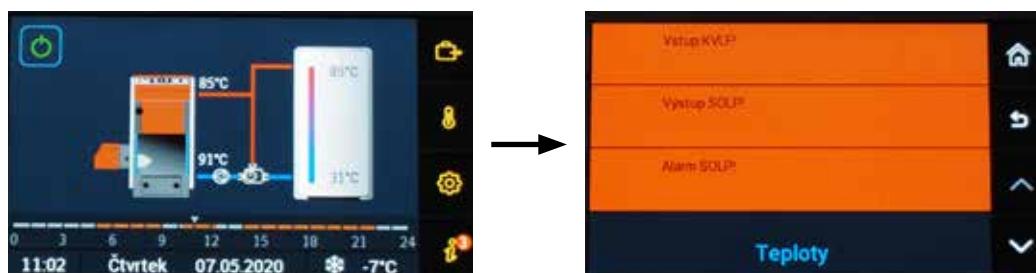 85°C
85°C
91°C
31°C
0 3 6 9 12 15 18 21 24
11:02 Čtvrtek 07.05.2020 -7°C
3
Vstup KVLP!
Výstup SOLP!
Alarm SOLP!
Teploty